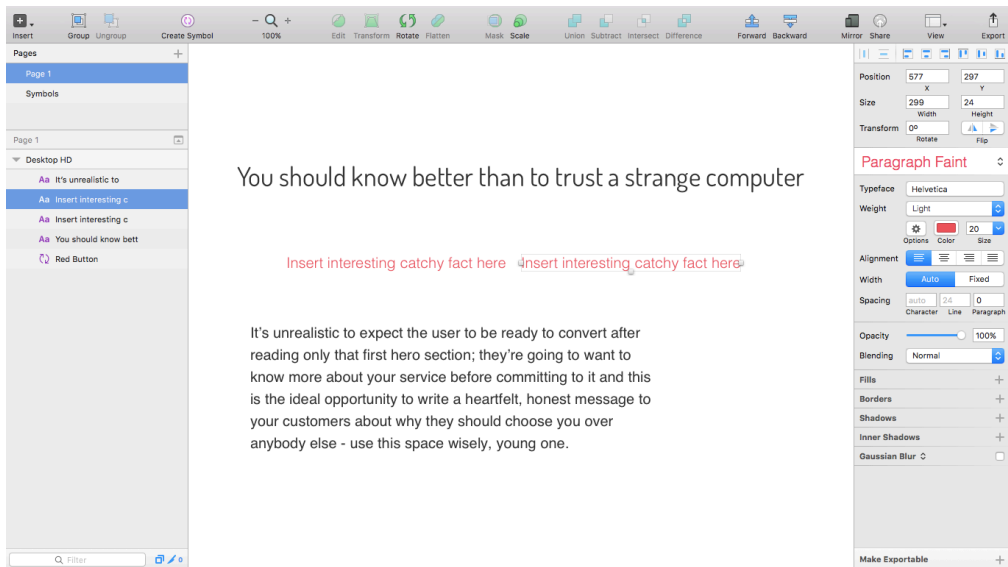 Insert
Group
Ungroup
Create Symbol
100%
Edit
Transform
Rotate
Flatten
Mask
Scale
Union
Subtract
Intersect
Difference
Forward
Backward
Mirror
Share
View
Export
Pages
Page 1
Symbols
Page 1
Desktop HD
Aa It's unrealistic to
Aa Insert interesting c
Aa Insert interesting c
Aa You should know bett
Red Button
Filter
0
You should know better than to trust a strange computer
Insert interesting catchy fact here
Insert interesting catchy fact here
It's unrealistic to expect the user to be ready to convert after
reading only that first hero section; they're going to want to
know more about your service before committing to it and this
is the ideal opportunity to write a heartfelt, honest message to
your customers about why they should choose you over
anybody else - use this space wisely, young one.
Position 577 297
X Y
Size 299 24
Width Height
Transform 0º
Rotate Flip
Paragraph Faint
Typeface Helvetica
Weight Light
20
Options Color Size
Alignment
Width Auto Fixed
Spacing auto 24 0
Character Line Paragraph
Opacity 100%
Blending Normal
Fills
Borders
Shadows
Inner Shadows
Gaussian Blur
Make Exportable